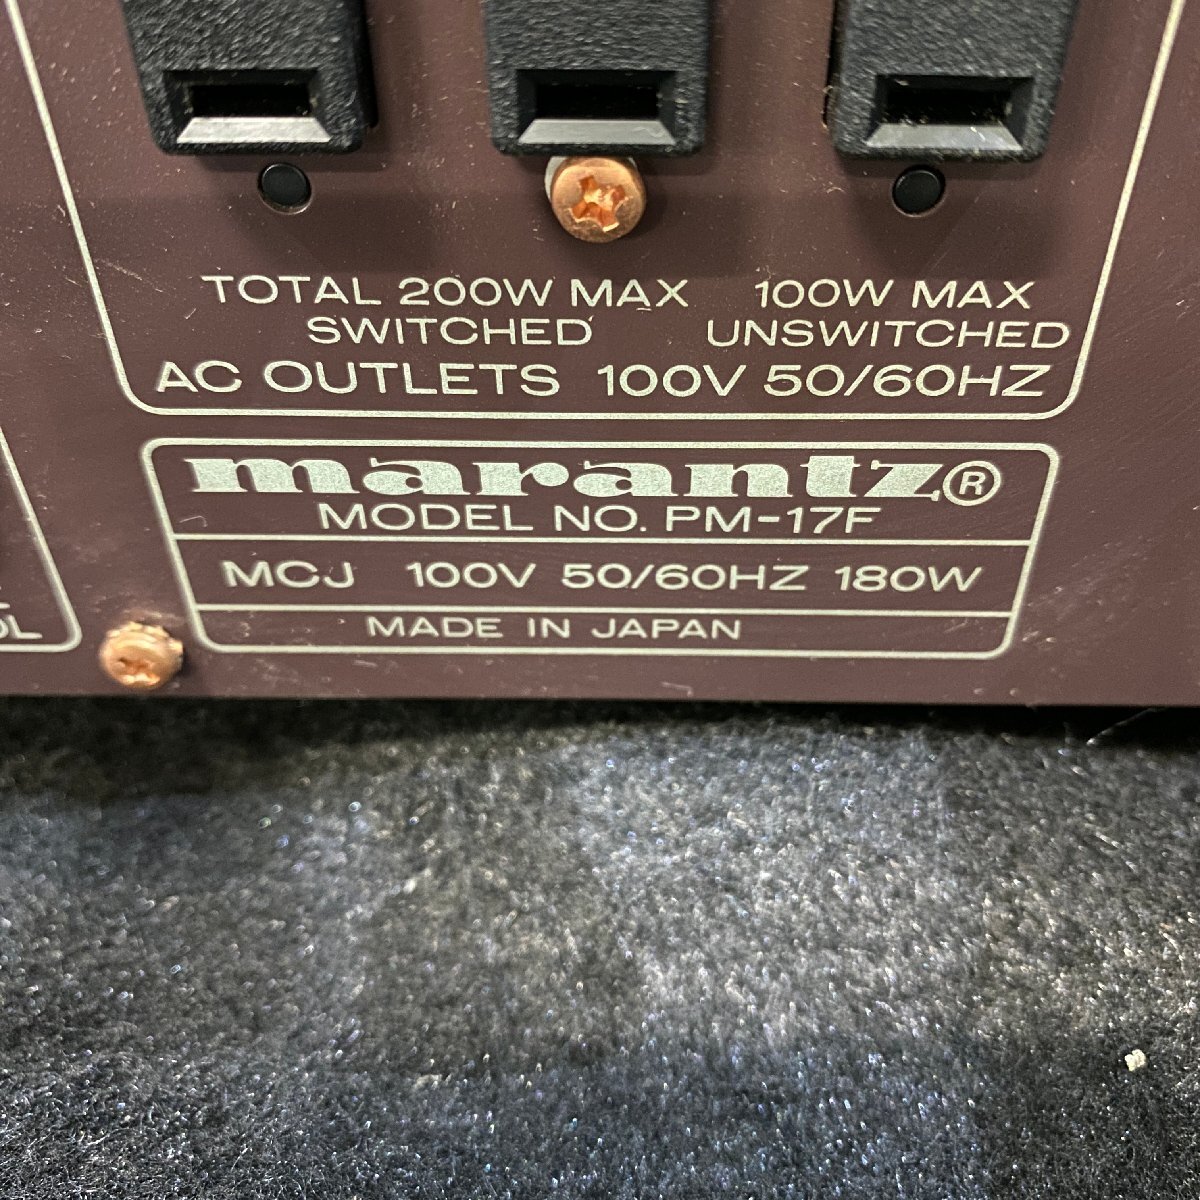 TOTAL 200W MAX 100W MAX
SWITCHED UNSWITCHED
AC OUTLETS 100V 50/60HZ
marantz®
MODEL NO. PM-17F
MCJ 100V 50/60HZ 180W
MADE IN JAPAN